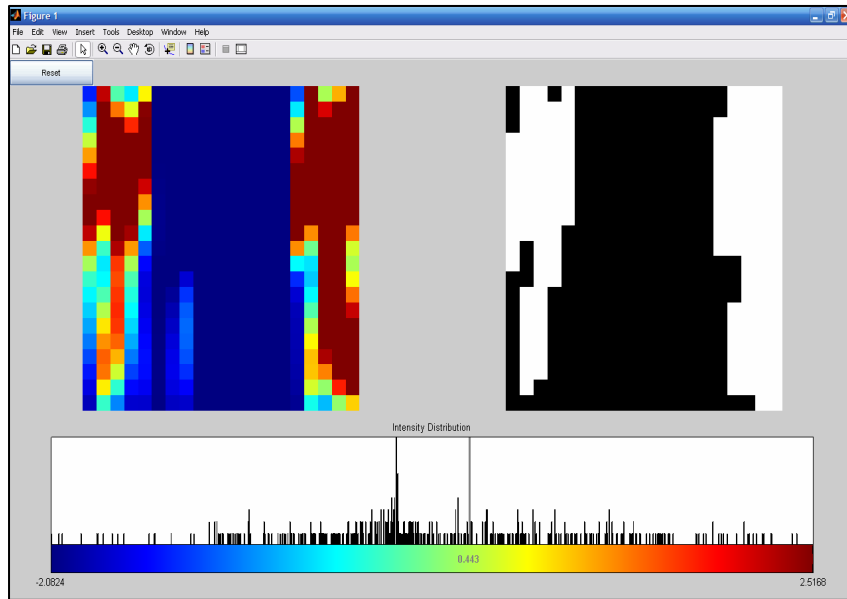 Figure 1
File Edit View Insert Tools Desktop Window Help
Reset
Intensity Distribution
0.443
-2.0824 2.5168